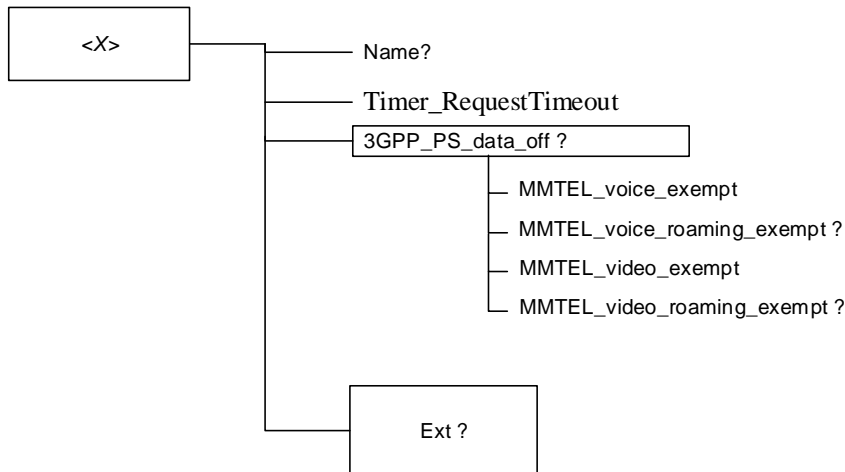 <X>
Name?
Timer_RequestTimeout
3GPP_PS_data_off ?
MMTEL_voice_exempt
MMTEL_voice_roaming_exempt ?
MMTEL_video_exempt
MMTEL_video_roaming_exempt ?
Ext ?